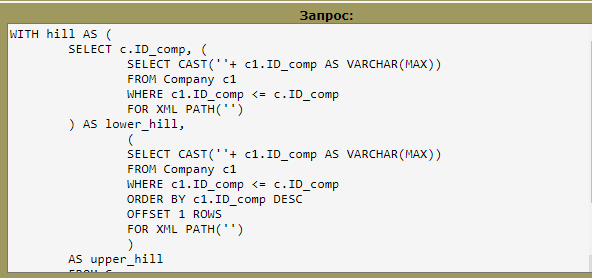 Запрос:
WITH hill AS (
SELECT c.ID_comp, (
SELECT CAST(''+ c1.ID_comp AS VARCHAR(MAX))
FROM Company c1
WHERE c1.ID_comp <= c.ID_comp
FOR XML PATH('')
) AS lower_hill,
(
SELECT CAST(''+ c1.ID_comp AS VARCHAR(MAX))
FROM Company c1
WHERE c1.ID_comp <= c.ID_comp
ORDER BY c1.ID_comp DESC
OFFSET 1 ROWS
FOR XML PATH('')
)
AS upper_hill